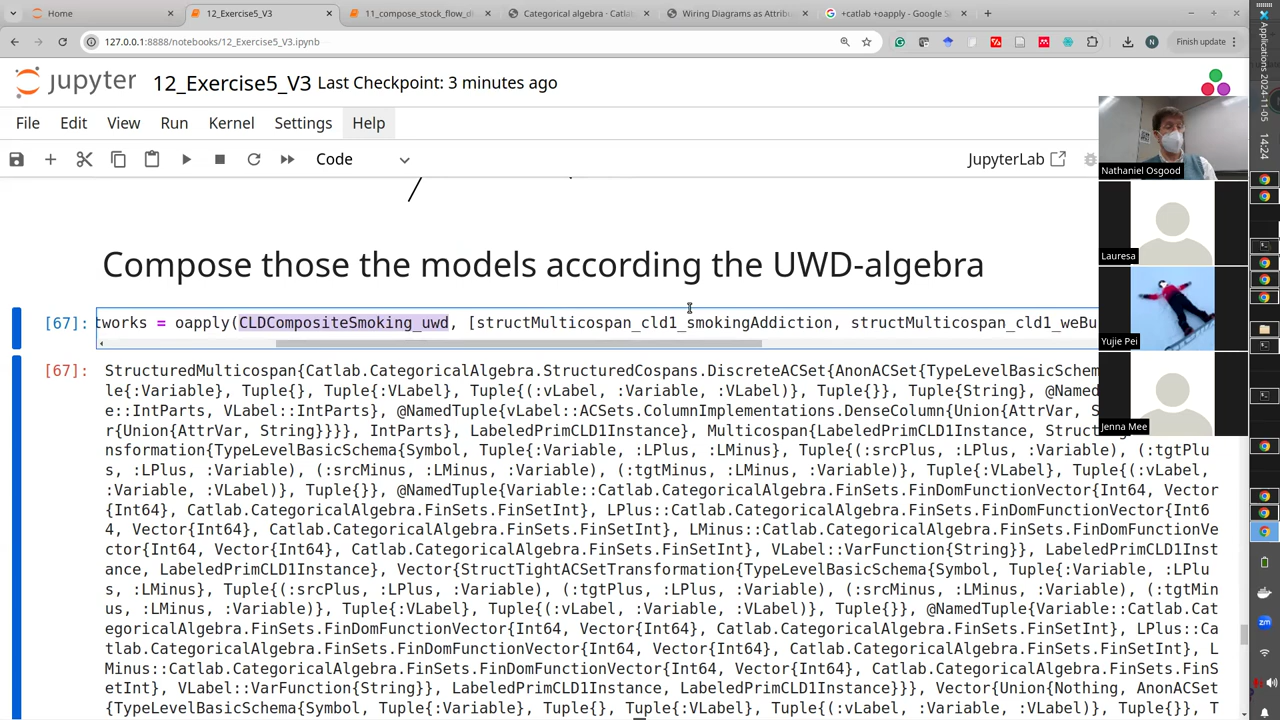 Home
12_Exercise5_V3
11_compose_stock_flow_di
Categorical algebra · Catlab
Wiring Diagrams as Attribu
+catlab +oapply - Google S
127.0.0.1:8888/notebooks/12_Exercise5_V3.ipynb
Finish update
jupyter 12_Exercise5_V3 Last Checkpoint: 3 minutes ago
File Edit View Run Kernel Settings Help
Code
JupyterLab
Compose those the models according the UWD-algebra
[67]: tworks = oapply(CLDCompositeSmoking_uwd, [structMulticospan_cld1_smokingAddiction, structMulticospan_cld1_weBu
[67]: StructuredMulticospan{Catlab.CategoricalAlgebra.StructuredCospans.DiscreteACSet{AnonACSet{TypeLevelBasicSchem
le{:Variable}, Tuple{}, Tuple{:VLabel}, Tuple{(:vLabel, :Variable, :VLabel)}, Tuple{}}, Tuple{String}, @Named
e::IntParts, VLabel::IntParts}, @NamedTuple{vLabel::ACSets.ColumnImplementations.DenseColumn{Union{AttrVar, S
r{Union{AttrVar, String}}}}, IntParts}, LabeledPrimCLD1Instance}, Multicospan{LabeledPrimCLD1Instance, Struct
nsformation{TypeLevelBasicSchema{Symbol, Tuple{:Variable, :LPlus, :LMinus}, Tuple{(:srcPlus, :LPlus, :Variable), (:tgtPlu
s, :LPlus, :Variable), (:srcMinus, :LMinus, :Variable), (:tgtMinus, :LMinus, :Variable)}, Tuple{:VLabel}, Tuple{(:vLabel,
:Variable, :VLabel)}, Tuple{}}, @NamedTuple{Variable::Catlab.CategoricalAlgebra.FinSets.FinDomFunctionVector{Int64, Vector
{Int64}, Catlab.CategoricalAlgebra.FinSets.FinSetInt}, LPlus::Catlab.CategoricalAlgebra.FinSets.FinDomFunctionVector{Int6
4, Vector{Int64}, Catlab.CategoricalAlgebra.FinSets.FinSetInt}, LMinus::Catlab.CategoricalAlgebra.FinSets.FinDomFunctionVe
ctor{Int64, Vector{Int64}, Catlab.CategoricalAlgebra.FinSets.FinSetInt}, VLabel::VarFunction{String}}, LabeledPrimCLD1Inst
ance, LabeledPrimCLD1Instance}, Vector{StructTightACSetTransformation{TypeLevelBasicSchema{Symbol, Tuple{:Variable, :LPlu
s, :LMinus}, Tuple{(:srcPlus, :LPlus, :Variable), (:tgtPlus, :LPlus, :Variable), (:srcMinus, :LMinus, :Variable), (:tgtMin
us, :LMinus, :Variable)}, Tuple{:VLabel}, Tuple{(:vLabel, :Variable, :VLabel)}, Tuple{}}, @NamedTuple{Variable::Catlab.Cat
egoricalAlgebra.FinSets.FinDomFunctionVector{Int64, Vector{Int64}, Catlab.CategoricalAlgebra.FinSets.FinSetInt}, LPlus::Ca
tlab.CategoricalAlgebra.FinSets.FinDomFunctionVector{Int64, Vector{Int64}, Catlab.CategoricalAlgebra.FinSets.FinSetInt}, L
Minus::Catlab.CategoricalAlgebra.FinSets.FinDomFunctionVector{Int64, Vector{Int64}, Catlab.CategoricalAlgebra.FinSets.FinS
etInt}, VLabel::VarFunction{String}}, LabeledPrimCLD1Instance, LabeledPrimCLD1Instance}}}, Vector{Union{Nothing, AnonACSet
{TypeLevelBasicSchema{Symbol, Tuple{:Variable}, Tuple{}, Tuple{:VLabel}, Tuple{(:vLabel, :Variable, :VLabel)}, Tuple{}}, T
Nathaniel Osgood
Lauresa
Yujie Pei
Jenna Mee
Applications 2024-11-05
14:24
zm